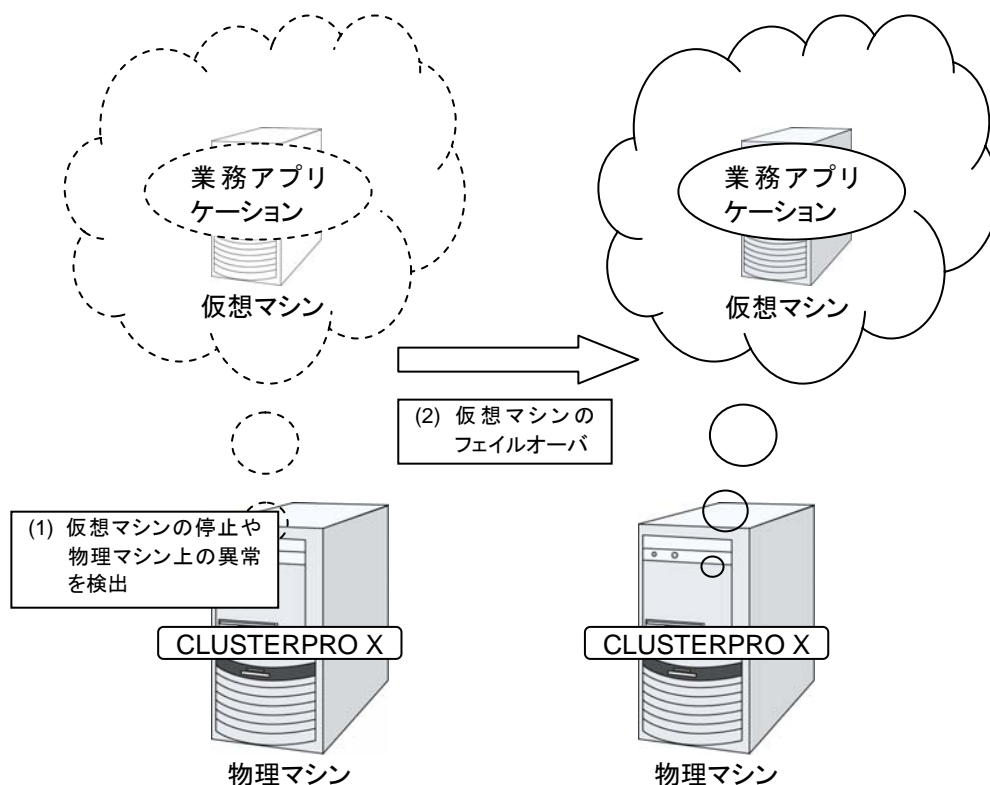 業務アプリ
ケーション
仮想マシン
業務アプリ
ケーション
仮想マシン
(2) 仮想マシンの
フェイルオーバ
(1) 仮想マシンの停止や
物理マシン上の異常
を検出
CLUSTERPRO X
CLUSTERPRO X
物理マシン
物理マシン